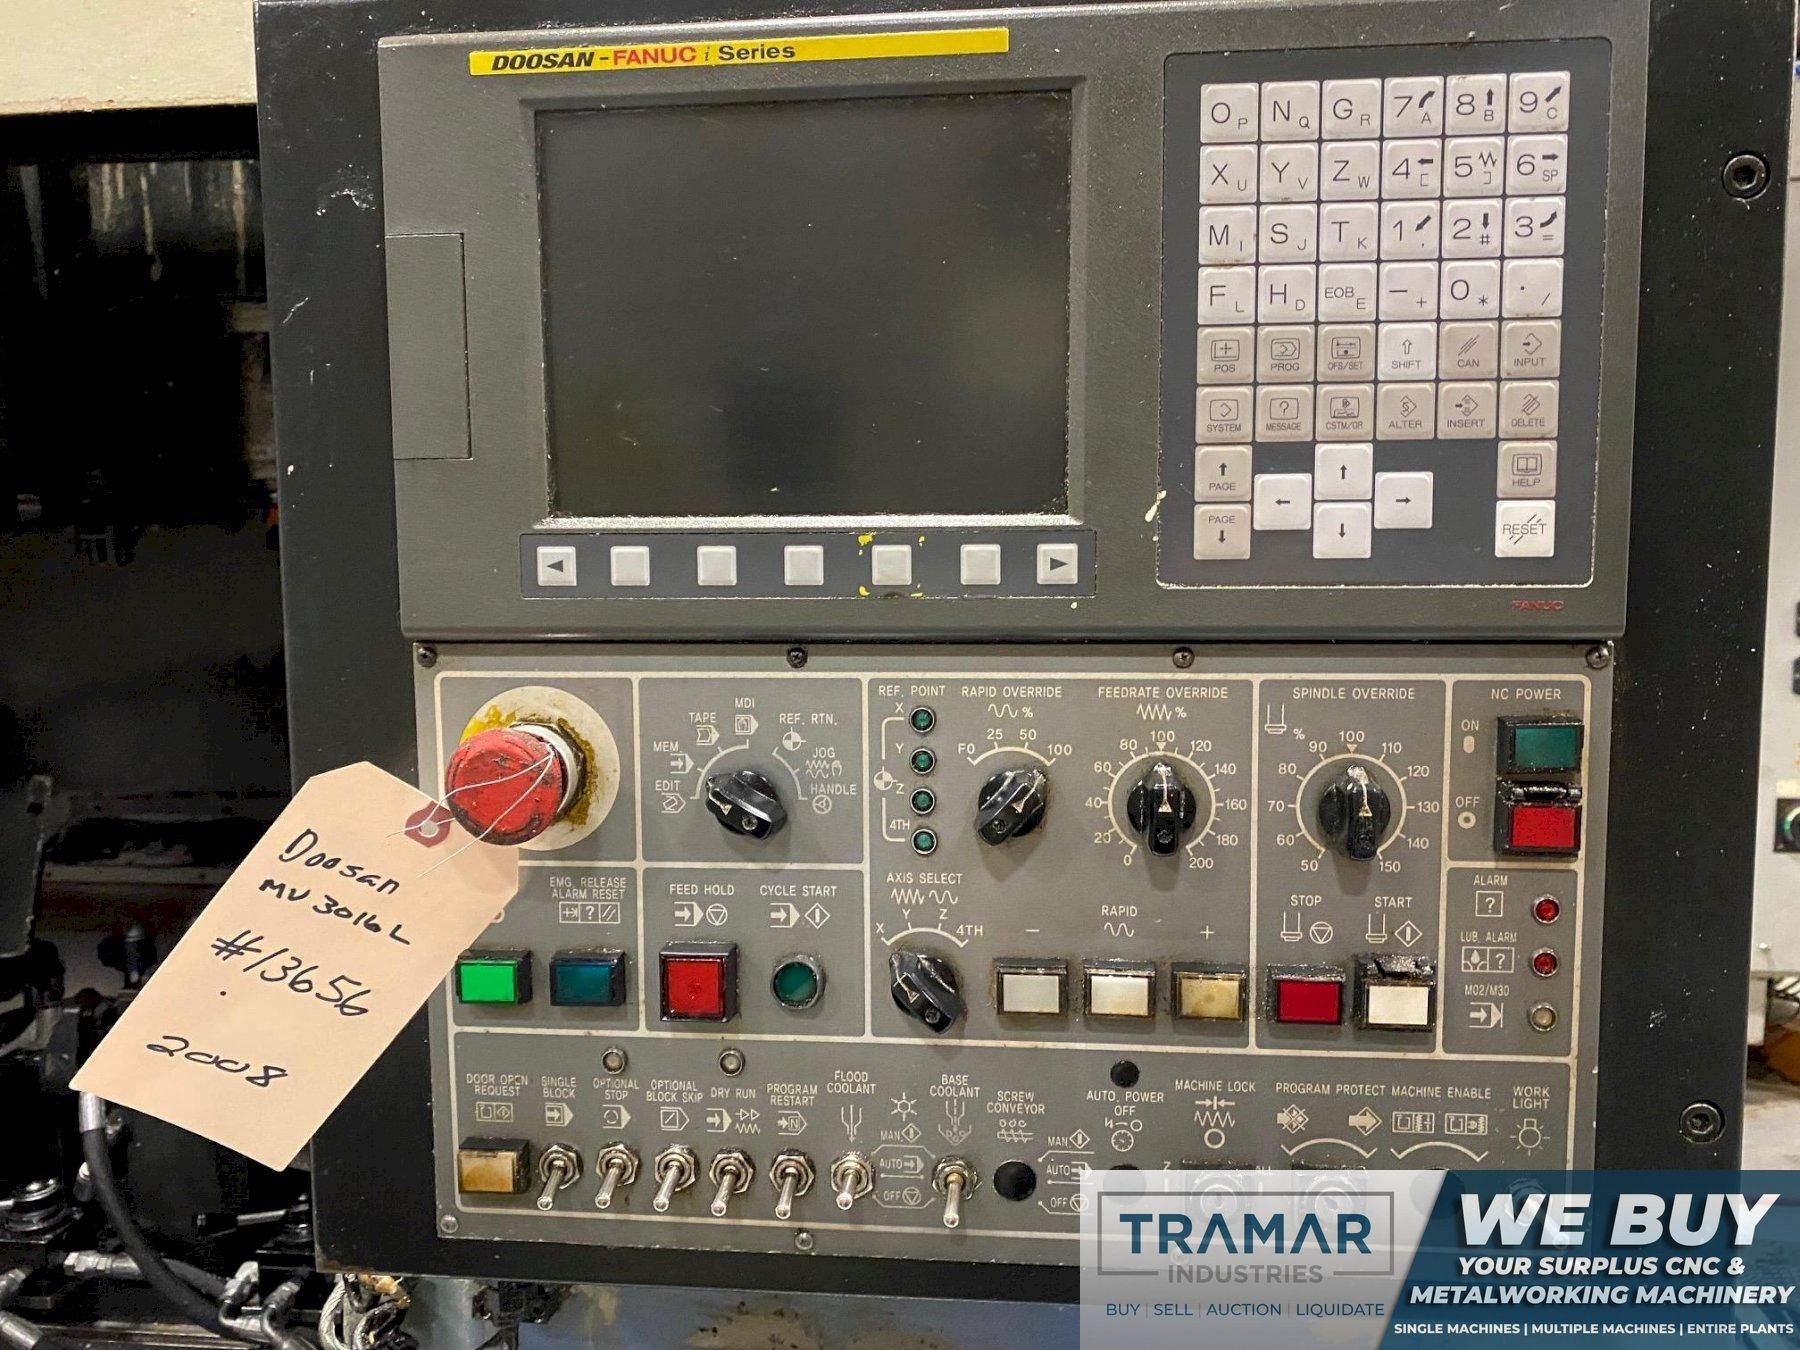 DOOSAN - FANUC i Series
O P N Q G R 7 A 8 B 9 C
X U Y V Z W 4 [ 5 ] 6 SP
M I S J T K 1 , 2 # 3 =
F L H D EOB E - + 0 * . /
POS PROG OFS/SET SHIFT CAN INPUT
SYSTEM MESSAGE CSTM/GR ALTER INSERT DELETE
PAGE HELP
PAGE RESET
FANUC
EDIT MEM. TAPE MDI REF. RTN. JOG HANDLE
REF. POINT
X
Y
Z
4TH
RAPID OVERRIDE
%
F0 25 50 100
FEEDRATE OVERRIDE
%
0 20 40 60 80 100 120 140 160 180 200
SPINDLE OVERRIDE
%
50 60 70 80 90 100 110 120 130 140 150
NC POWER
ON
OFF
Doosan
MV 3016L
#13656
2008
EMG. RELEASE
ALARM RESET
?
FEED HOLD
CYCLE START
AXIS SELECT
X Y Z 4TH
- RAPID +
STOP
START
ALARM
?
LUB. ALARM
?
M02/M30
DOOR OPEN
REQUEST
SINGLE
BLOCK
OPTIONAL
STOP
OPTIONAL
BLOCK SKIP
DRY RUN
PROGRAM
RESTART
N
FLOOD
COOLANT
MAN
AUTO
OFF
BASE
COOLANT
SCREW
CONVEYOR
MAN
AUTO
OFF
AUTO. POWER
OFF
MACHINE LOCK
Z ALL
PROGRAM PROTECT
MACHINE ENABLE
WORK
LIGHT
TRAMAR
INDUSTRIES
BUY | SELL | AUCTION | LIQUIDATE
WE BUY
YOUR SURPLUS CNC &
METALWORKING MACHINERY
SINGLE MACHINES | MULTIPLE MACHINES | ENTIRE PLANTS